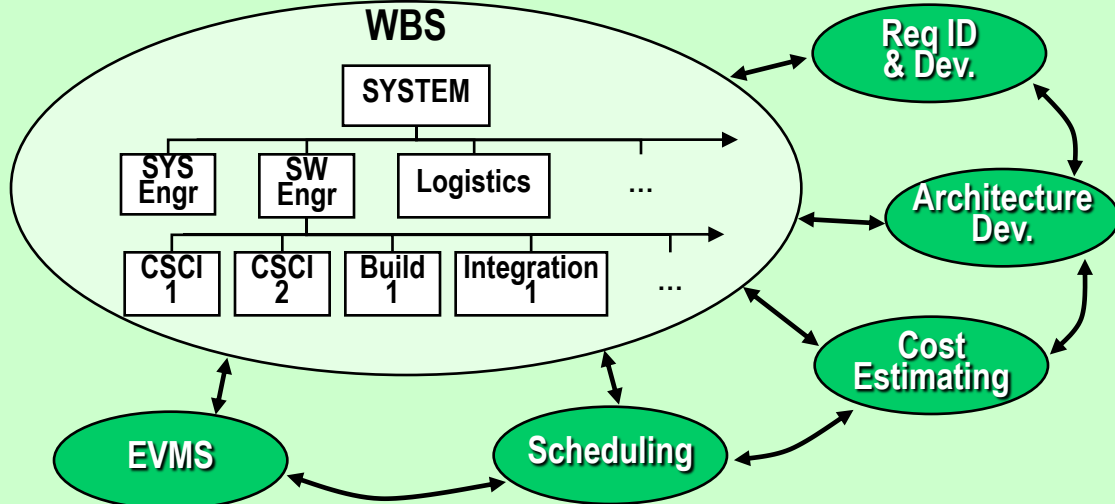 WBS
SYSTEM
SYS
Engr
SW
Engr
Logistics
...
CSCI
1
CSCI
2
Build
1
Integration
1
...
Req ID
& Dev.
Architecture
Dev.
Cost
Estimating
Scheduling
EVMS